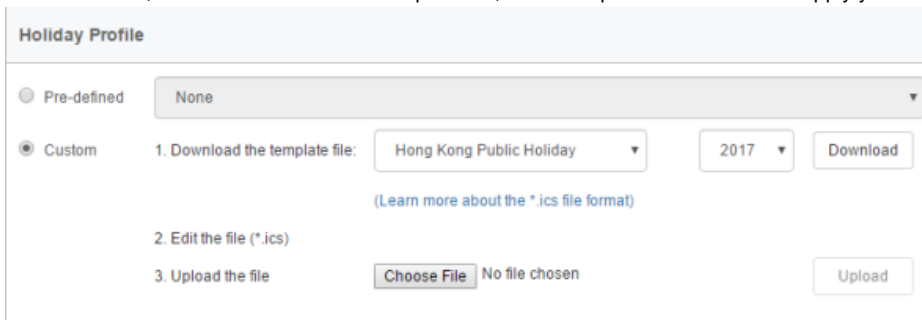 Holiday Profile
Pre-defined None
Custom 1. Download the template file: Hong Kong Public Holiday 2017 Download
(Learn more about the *.ics file format)
2. Edit the file (*.ics)
3. Upload the file Choose File No file chosen Upload